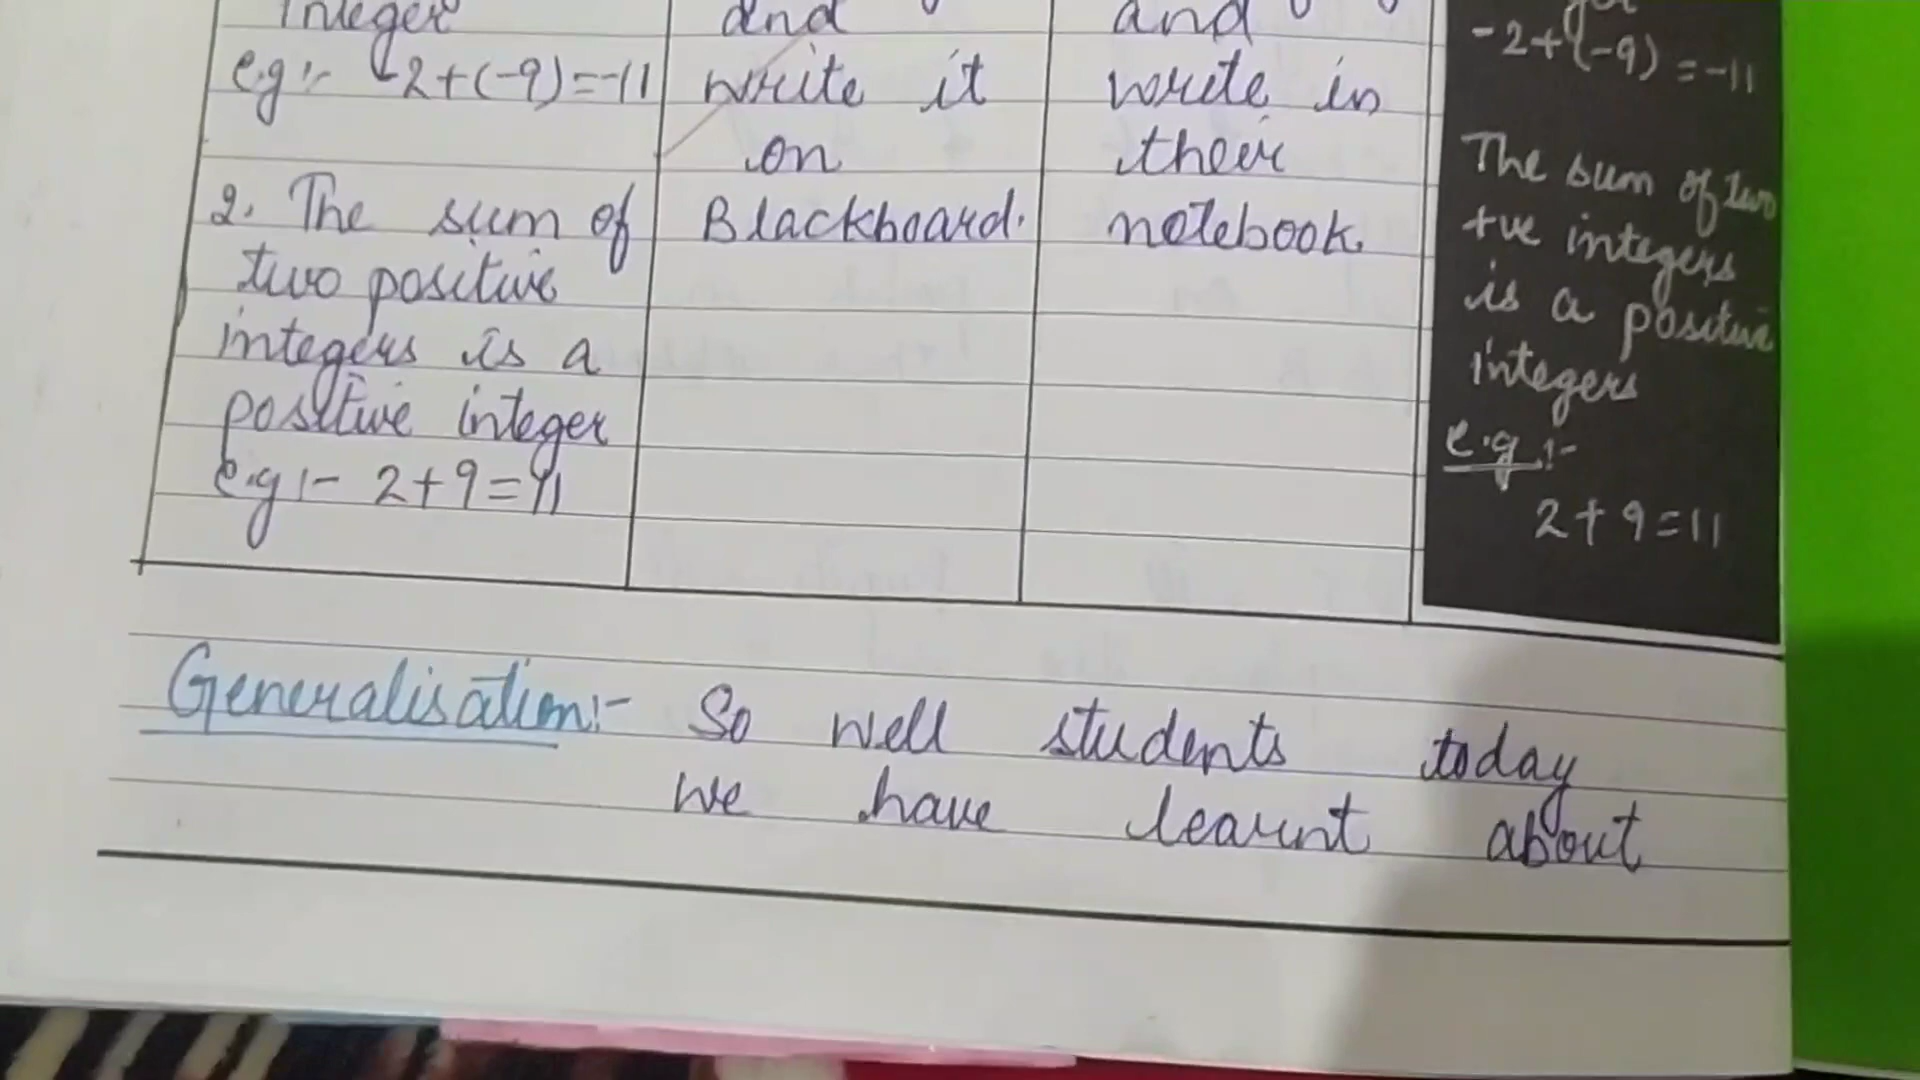 integer
e.g:- -2+(-9)=-11
2. The sum of
two positive
integers is a
positive integer
e.g:- 2+9=11
and
write it
on
Blackboard.
and
write in
their
notebook.
-2+(-9)=-11
The sum of two
+ve integers
is a positive
integers
e.g:-
2+9=11
Generalisation:- So well students today
we have learnt about